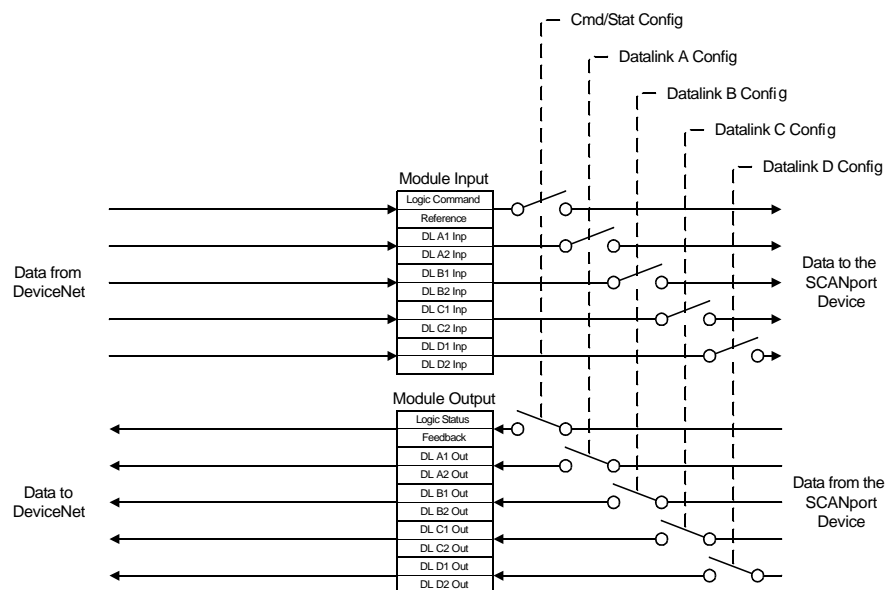 Cmd/Stat Config
Datalink A Config
Datalink B Config
Datalink C Config
Datalink D Config
Module Input
Logic Command
Reference
DL A1 Inp
DL A2 Inp
DL B1 Inp
DL B2 Inp
DL C1 Inp
DL C2 Inp
DL D1 Inp
DL D2 Inp
Data from
DeviceNet
Data to the
SCANport
Device
Module Output
Logic Status
Feedback
DL A1 Out
DL A2 Out
DL B1 Out
DL B2 Out
DL C1 Out
DL C2 Out
DL D1 Out
DL D2 Out
Data to
DeviceNet
Data from the
SCANport
Device